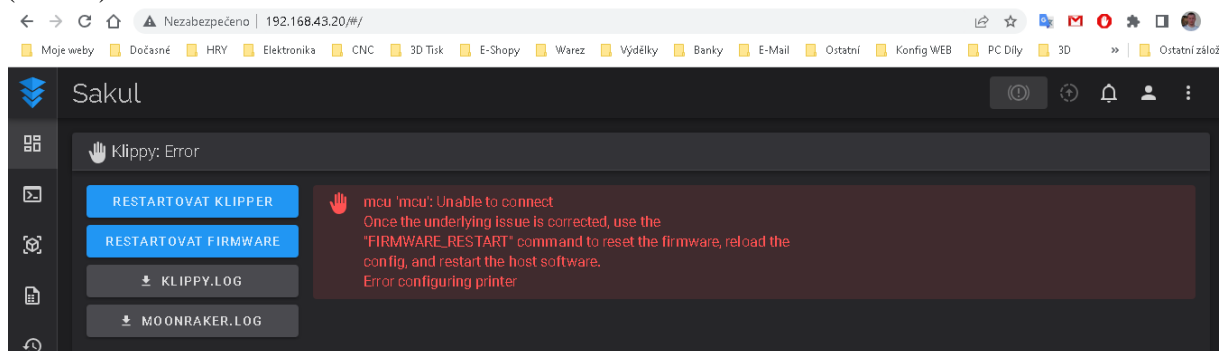 Nezabezpečeno | 192.168.43.20/#/
Moje weby Dočasné HRY Elektronika CNC 3D Tisk E-Shopy Warez Výdělky Banky E-Mail Ostatní Konfig WEB PC Díly 3D » Ostatní zálož
Sakul
Klippy: Error
RESTARTOVAT KLIPPER
RESTARTOVAT FIRMWARE
KLIPPY.LOG
MOONRAKER.LOG
mcu 'mcu': Unable to connect
Once the underlying issue is corrected, use the
"FIRMWARE_RESTART" command to reset the firmware, reload the
config, and restart the host software.
Error configuring printer